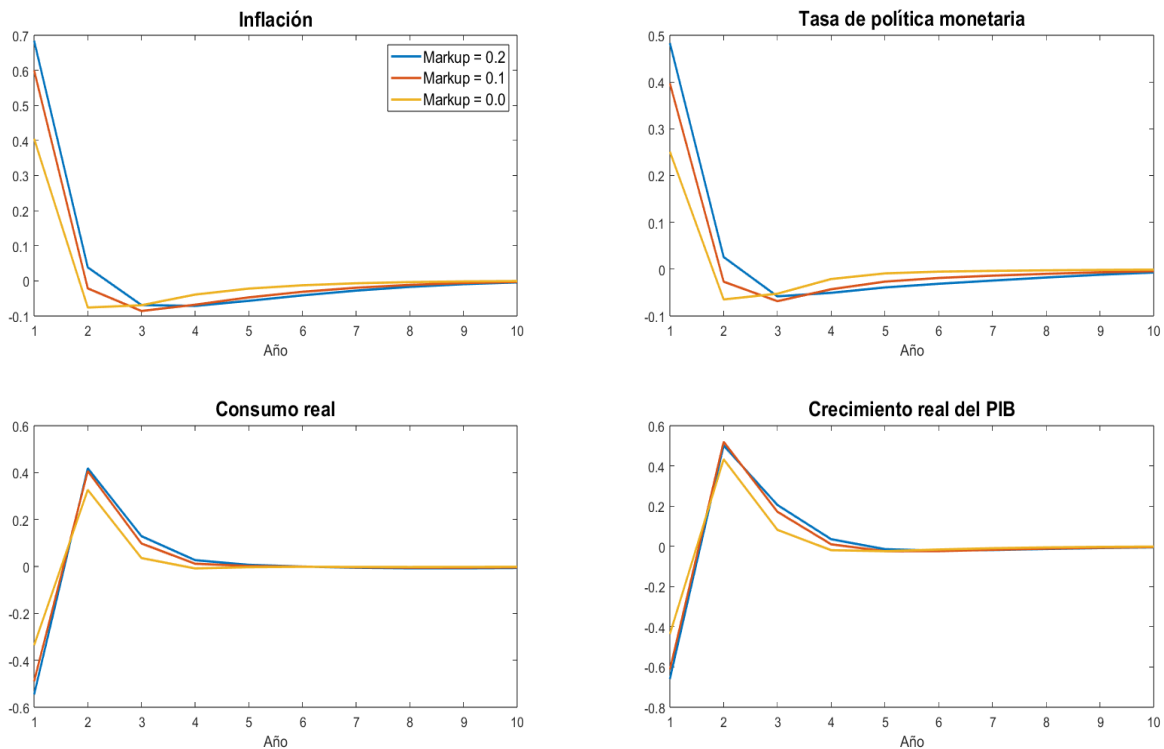 Inflación
0.7
0.6
0.5
0.4
0.3
0.2
0.1
0
-0.1
Markup = 0.2
Markup = 0.1
Markup = 0.0
1 2 3 4 5 6 7 8 9 10
Año
Tasa de política monetaria
0.5
0.4
0.3
0.2
0.1
0
-0.1
1 2 3 4 5 6 7 8 9 10
Año
Consumo real
0.6
0.4
0.2
0
-0.2
-0.4
-0.6
1 2 3 4 5 6 7 8 9 10
Año
Crecimiento real del PIB
0.6
0.4
0.2
0
-0.2
-0.4
-0.6
-0.8
1 2 3 4 5 6 7 8 9 10
Año